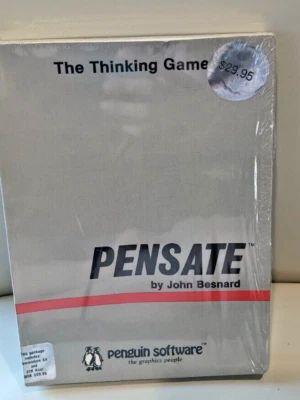 The Thinking Game
$29.95
PENSATE™
by John Besnard
penguin software™
the graphics people